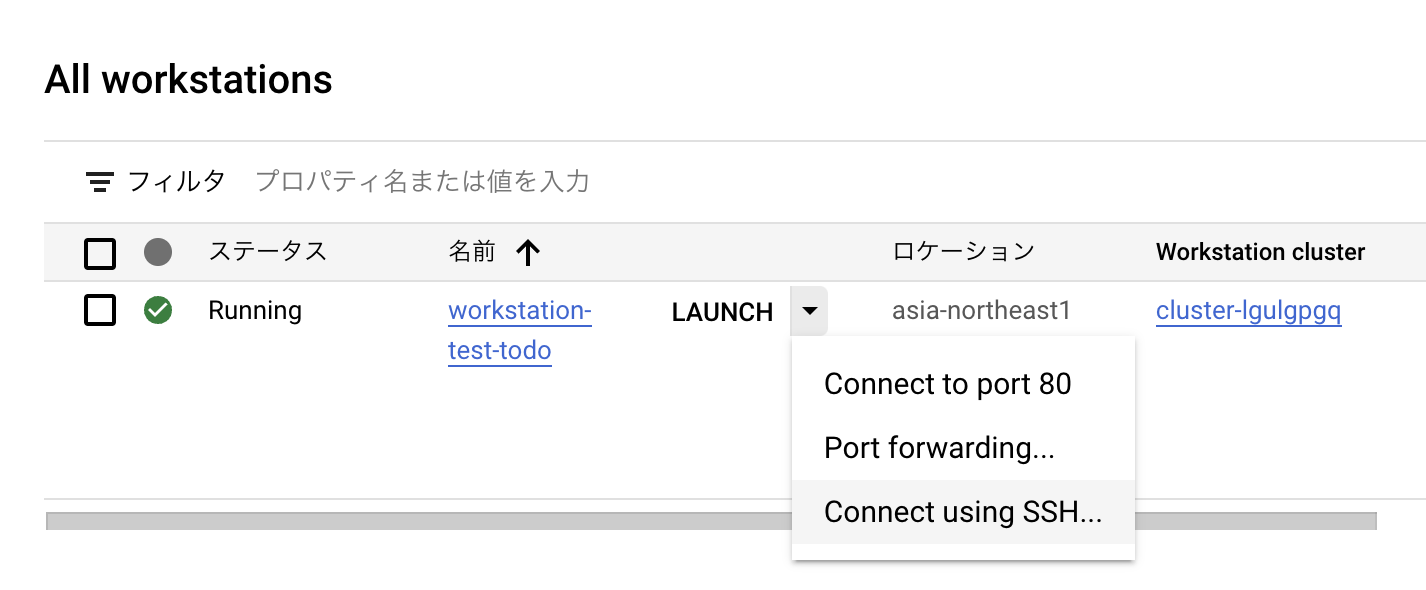 All workstations
フィルタ プロパティ名または値を入力
ステータス 名前 ロケーション Workstation cluster
Running workstation- LAUNCH asia-northeast1 cluster-lgulgpgq
test-todo
Connect to port 80
Port forwarding...
Connect using SSH...